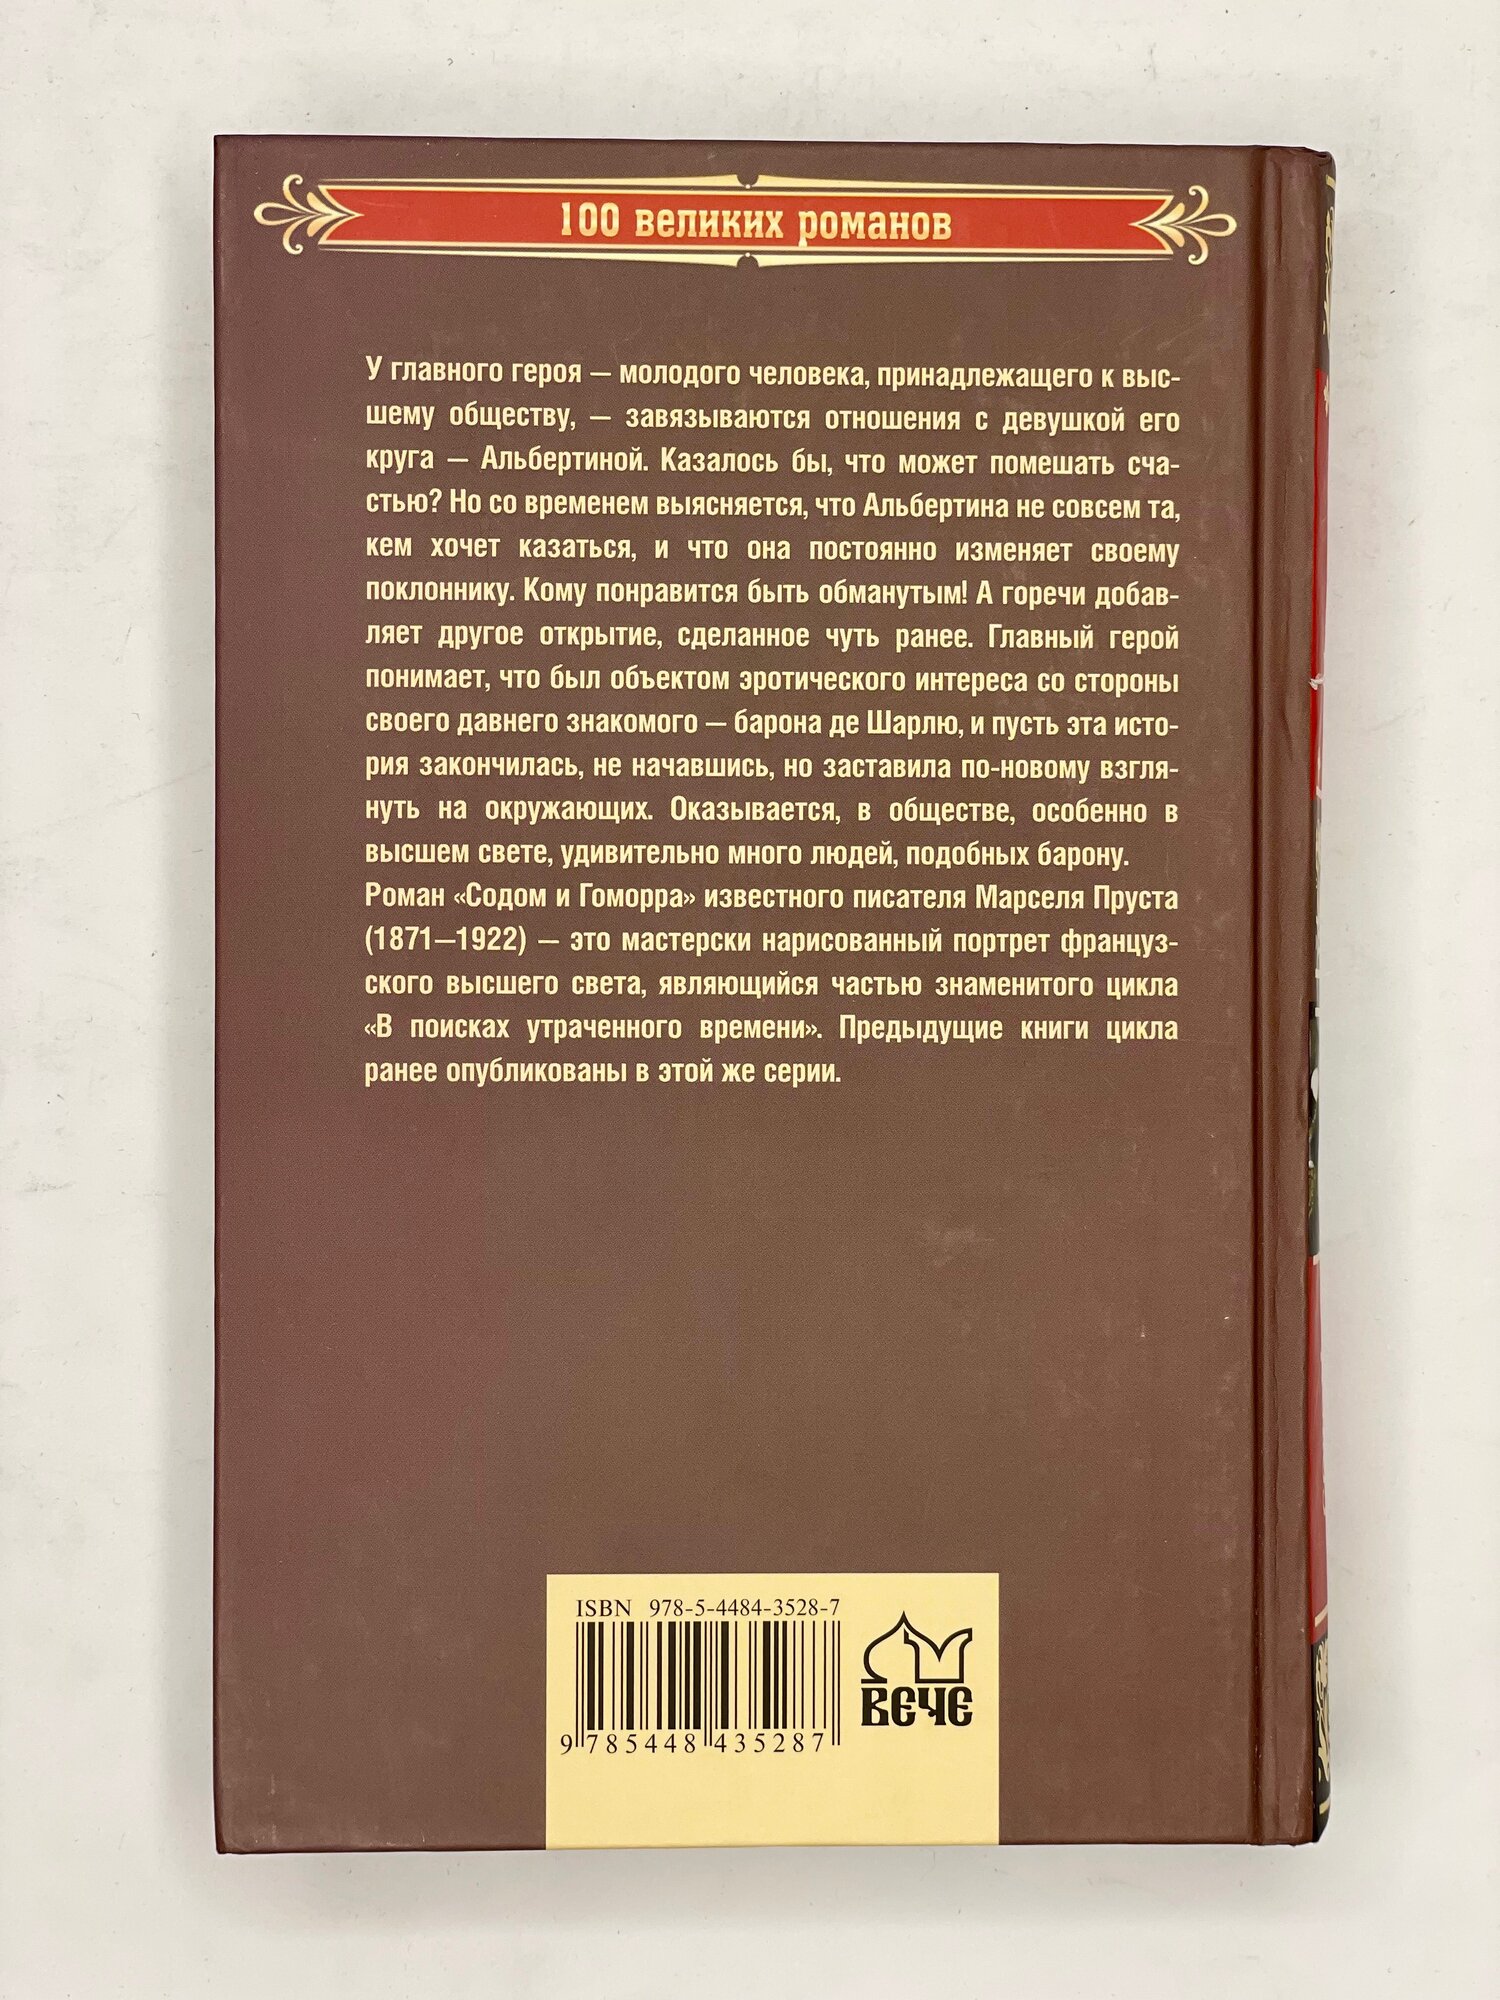 100 великих романов
У главного героя — молодого человека, принадлежащего к выс-
шему обществу, — завязываются отношения с девушкой его
круга — Альбертиной. Казалось бы, что может помешать сча-
стью? Но со временем выясняется, что Альбертина не совсем та,
кем хочет казаться, и что она постоянно изменяет своему
поклоннику. Кому понравится быть обманутым! А горечи добав-
ляет другое открытие, сделанное чуть ранее. Главный герой
понимает, что был объектом эротического интереса со стороны
своего давнего знакомого — барона де Шарлю, и пусть эта исто-
рия закончилась, не начавшись, но заставила по-новому взгля-
нуть на окружающих. Оказывается, в обществе, особенно в
высшем свете, удивительно много людей, подобных барону.
Роман «Содом и Гоморра» известного писателя Марселя Пруста
(1871—1922) — это мастерски нарисованный портрет француз-
ского высшего света, являющийся частью знаменитого цикла
«В поисках утраченного времени». Предыдущие книги цикла
ранее опубликованы в этой же серии.
ISBN 978-5-4484-3528-7
9 785448 435287
ВЕЧЕ